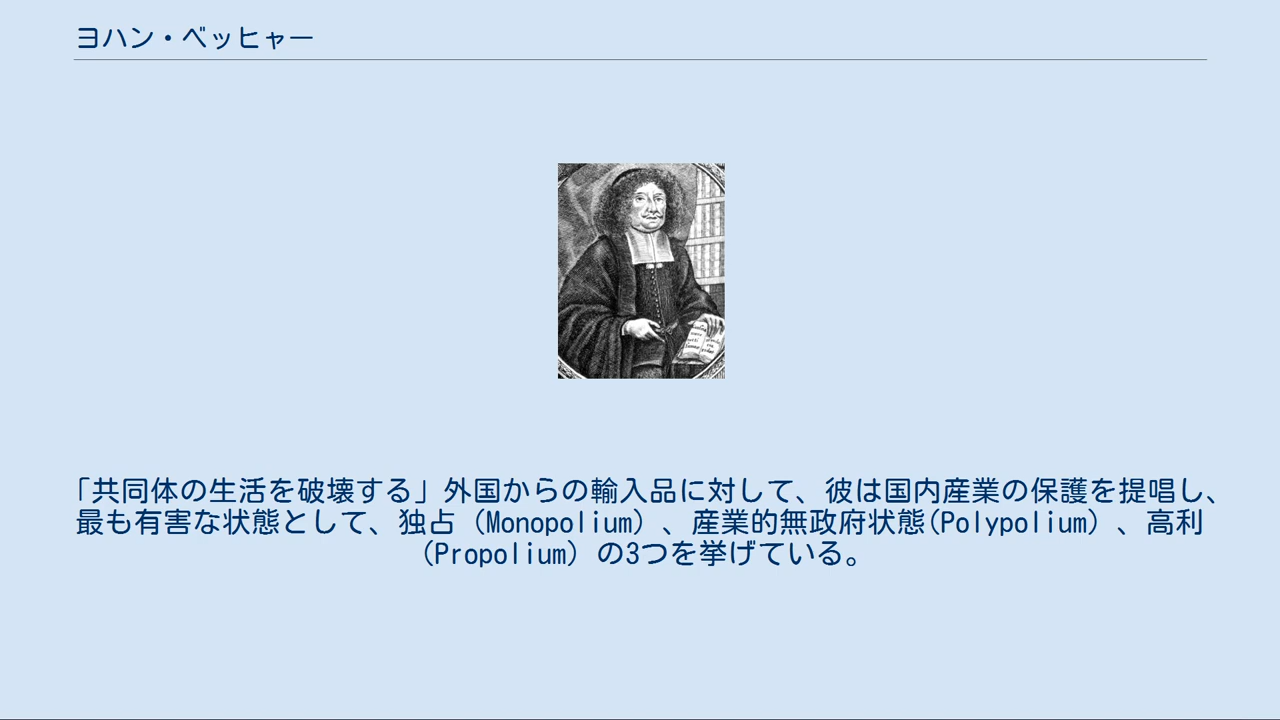 ヨハン・ベッヒャー
「共同体の生活を破壊する」外国からの輸入品に対して、彼は国内産業の保護を提唱し、
最も有害な状態として、独占（Monopolium）、産業的無政府状態(Polypolium）、高利
（Propolium）の3つを挙げている。